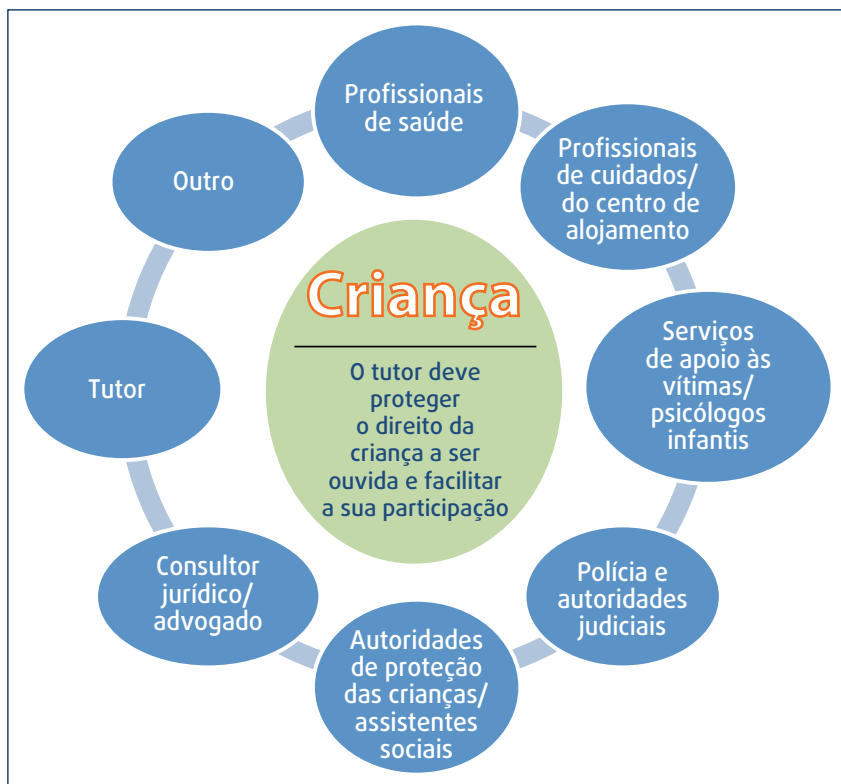 Profissionais
de saúde
Profissionais
de cuidados/
do centro de
alojamento
Serviços
de apoio às
vítimas/
psicólogos
infantis
Polícia e
autoridades
judiciais
Autoridades
de proteção
das crianças/
assistentes
sociais
Consultor
jurídico/
advogado
Tutor
Outro
Criança
O tutor deve
proteger
o direito da
criança a ser
ouvida e facilitar
a sua participação